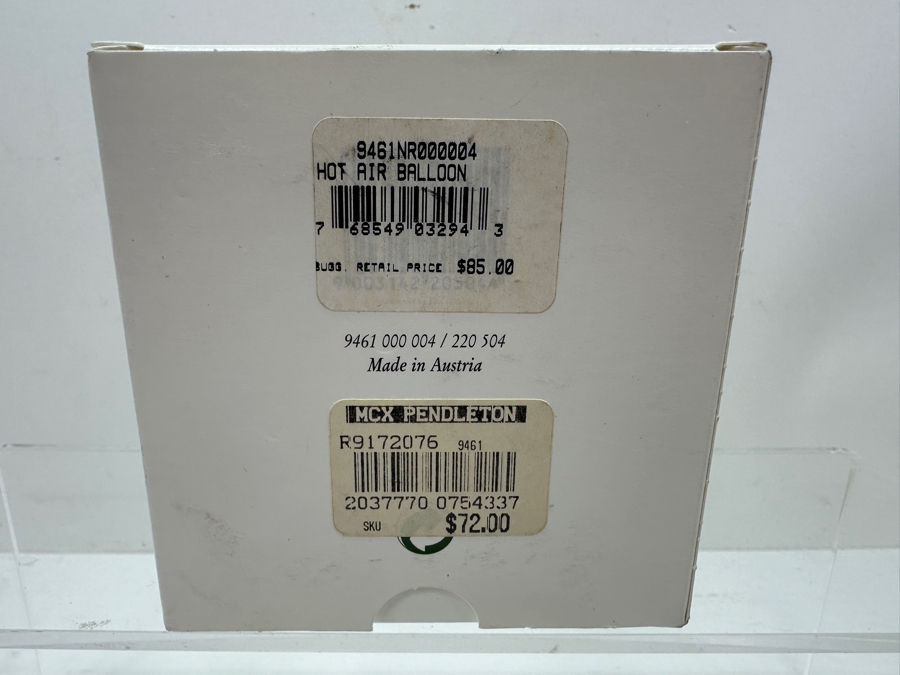 9461NR000004
HOT AIR BALLOON
7 68549 03294 3
SUGG. RETAIL PRICE $85.00
9461 000 004 / 220 504
Made in Austria
MCX PENDLETON
R9172076 9461
2037770 0754337
SKU $72.00